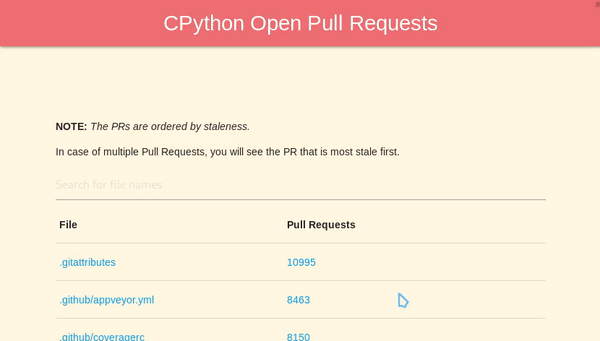 CPython Open Pull Requests
NOTE: The PRs are ordered by staleness.
In case of multiple Pull Requests, you will see the PR that is most stale first.
Search for file names
File Pull Requests
.gitattributes 10995
.github/appveyor.yml 8463
.github/coveragerc 8150